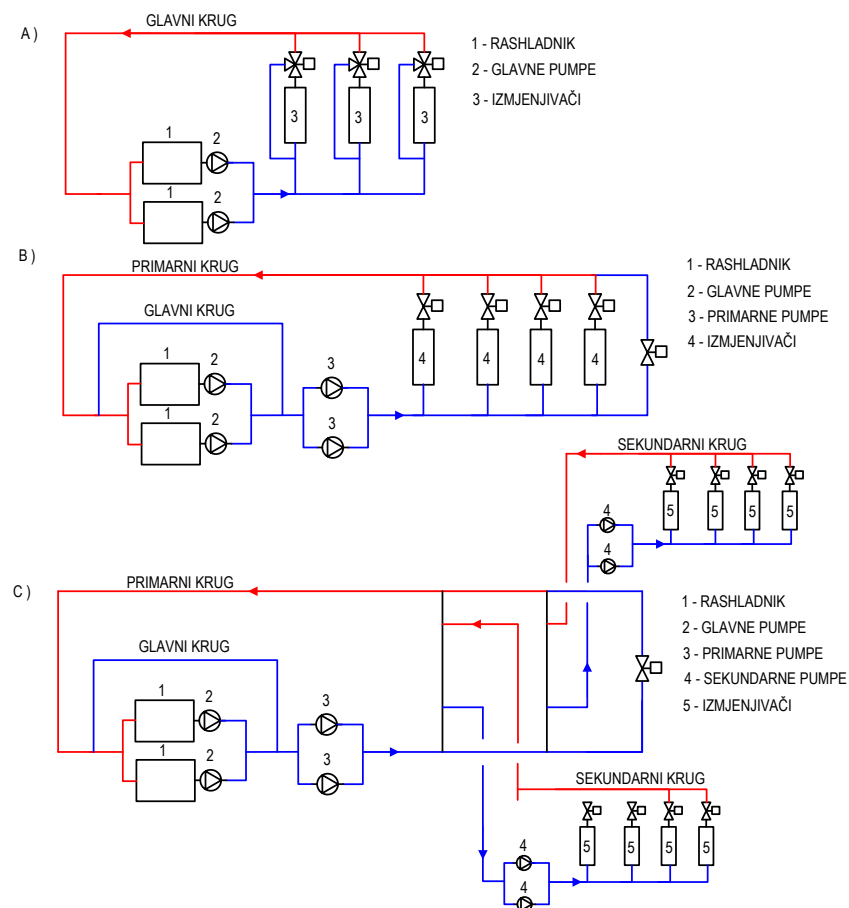 A )
GLAVNI KRUG
1 - RASHLADNIK
2 - GLAVNE PUMPE
3 - IZMJENJIVAČI
3
3
3
1
2
1
2
B )
PRIMARNI KRUG
GLAVNI KRUG
1 - RASHLADNIK
2 - GLAVNE PUMPE
3 - PRIMARNE PUMPE
4 - IZMJENJIVAČI
1
2
3
4
4
4
4
1
2
3
SEKUNDARNI KRUG
4
4
5
5
5
5
C )
PRIMARNI KRUG
GLAVNI KRUG
1 - RASHLADNIK
2 - GLAVNE PUMPE
3 - PRIMARNE PUMPE
4 - SEKUNDARNE PUMPE
5 - IZMJENJIVAČI
1
2
3
1
2
3
SEKUNDARNI KRUG
4
4
5
5
5
5